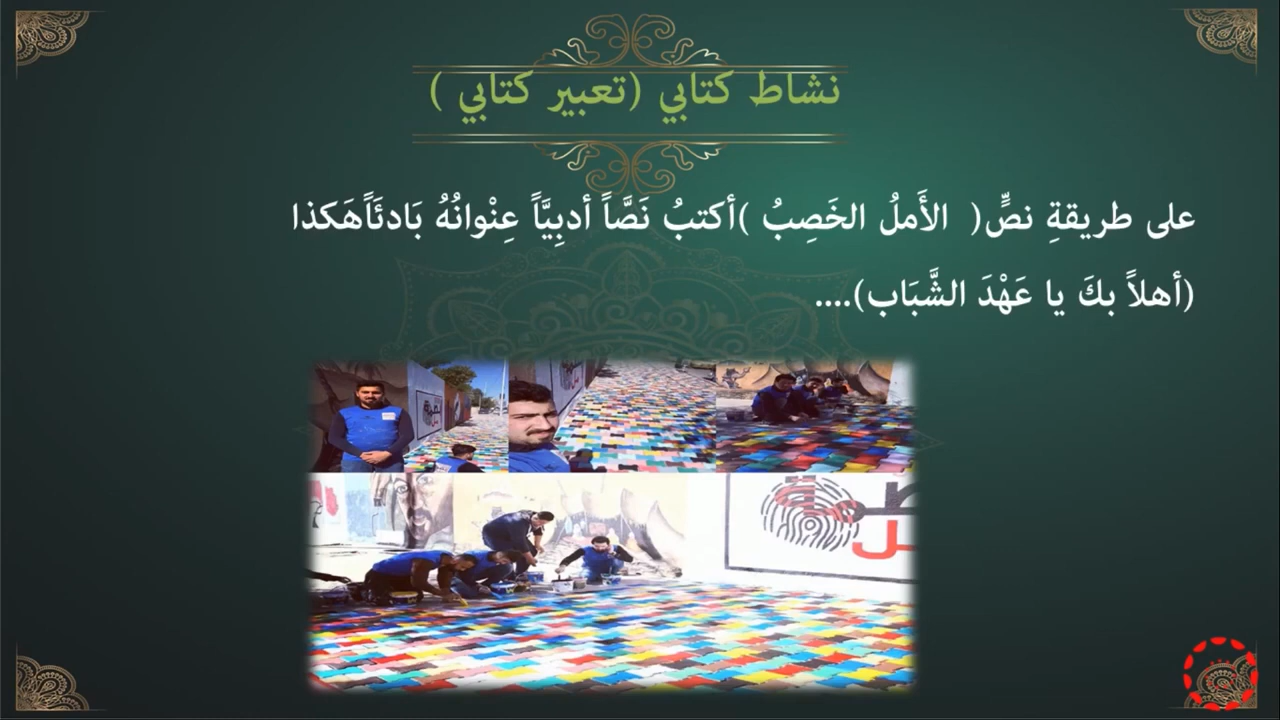 نشاط كتابي (تعبير كتابي )
على طريقةِ نصٍّ( الأَملُ الخَصِبُ )أكتبُ نَصَّاً أدبِيَّاً عِنْوانُهُ بَادئَاًهَكذا
(أهلاً بكَ يا عَهْدَ الشَّبَاب)....